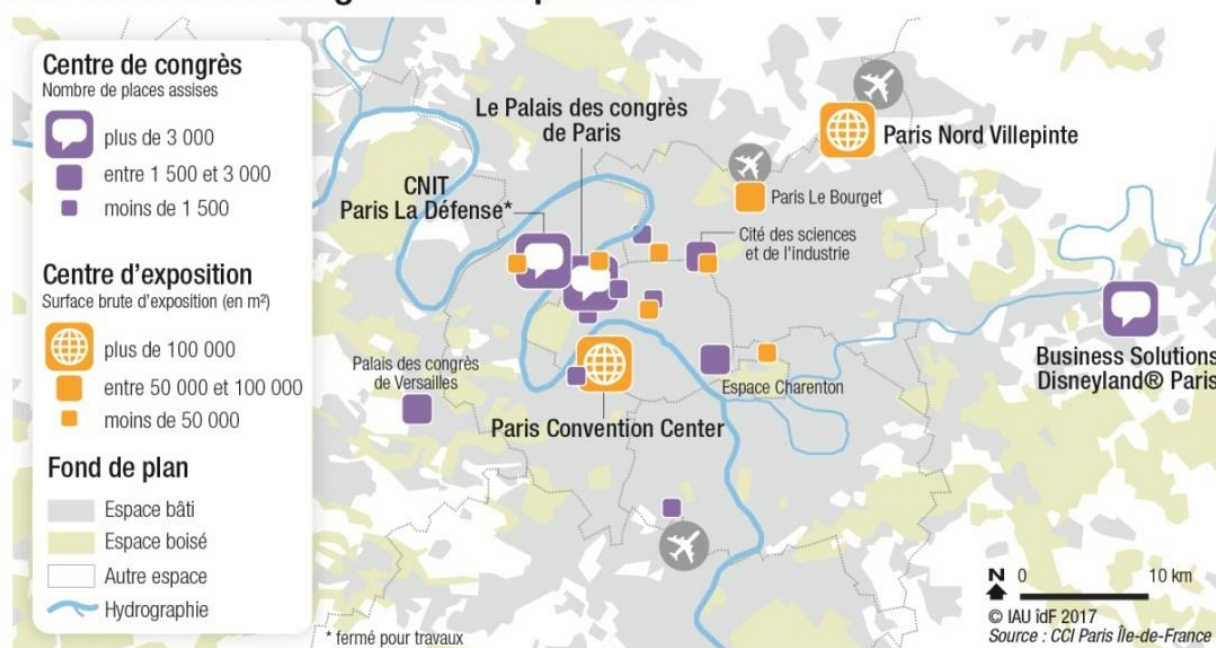 Centre de congrès
Nombre de places assises
plus de 3 000
entre 1 500 et 3 000
moins de 1 500
Centre d'exposition
Surface brute d'exposition (en m²)
plus de 100 000
entre 50 000 et 100 000
moins de 50 000
Fond de plan
Espace bâti
Espace boisé
Autre espace
Hydrographie
Le Palais des congrès
de Paris
CNIT
Paris La Défense*
Paris Nord Villepinte
Paris Le Bourget
Cité des sciences
et de l'industrie
Palais des congrès
de Versailles
Espace Charenton
Business Solutions
Disneyland® Paris
Paris Convention Center
* fermé pour travaux
N 0 10 km
© IAU îdF 2017
Source : CCI Paris Île-de-France